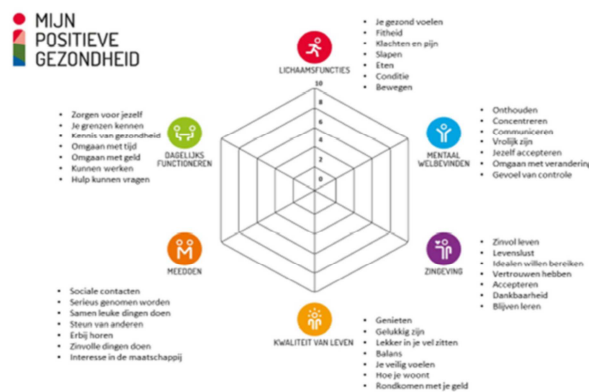 MIJN
POSITIEVE
GEZONDHEID
Je gezond voelen
Fitheid
Klachten en pijn
Slapen
Eten
Conditie
Bewegen
LICHAAMSFUNCTIES
10
8
6
4
2
0
Zorgen voor jezelf
Je grenzen kennen
Kennis van gezondheid
Omgaan met tijd
Omgaan met geld
Kunnen werken
Hulp kunnen vragen
DAGELIJKS
FUNCTIONEREN
Onthouden
Concentreren
Communiceren
Vrolijk zijn
Jezelf accepteren
Omgaan met verandering
Gevoel van controle
MENTAAL
WELBEVINDEN
MEEDOEN
Sociale contacten
Serieus genomen worden
Samen leuke dingen doen
Steun van anderen
Erbij horen
Zinvolle dingen doen
Interesse in de maatschappij
ZINGEVING
Zinvol leven
Levenslust
Idealen willen bereiken
Vertrouwen hebben
Accepteren
Dankbaarheid
Blijven leren
KWALITEIT VAN LEVEN
Genieten
Gelukkig zijn
Lekker in je vel zitten
Balans
Je veilig voelen
Hoe je woont
Rondkomen met je geld